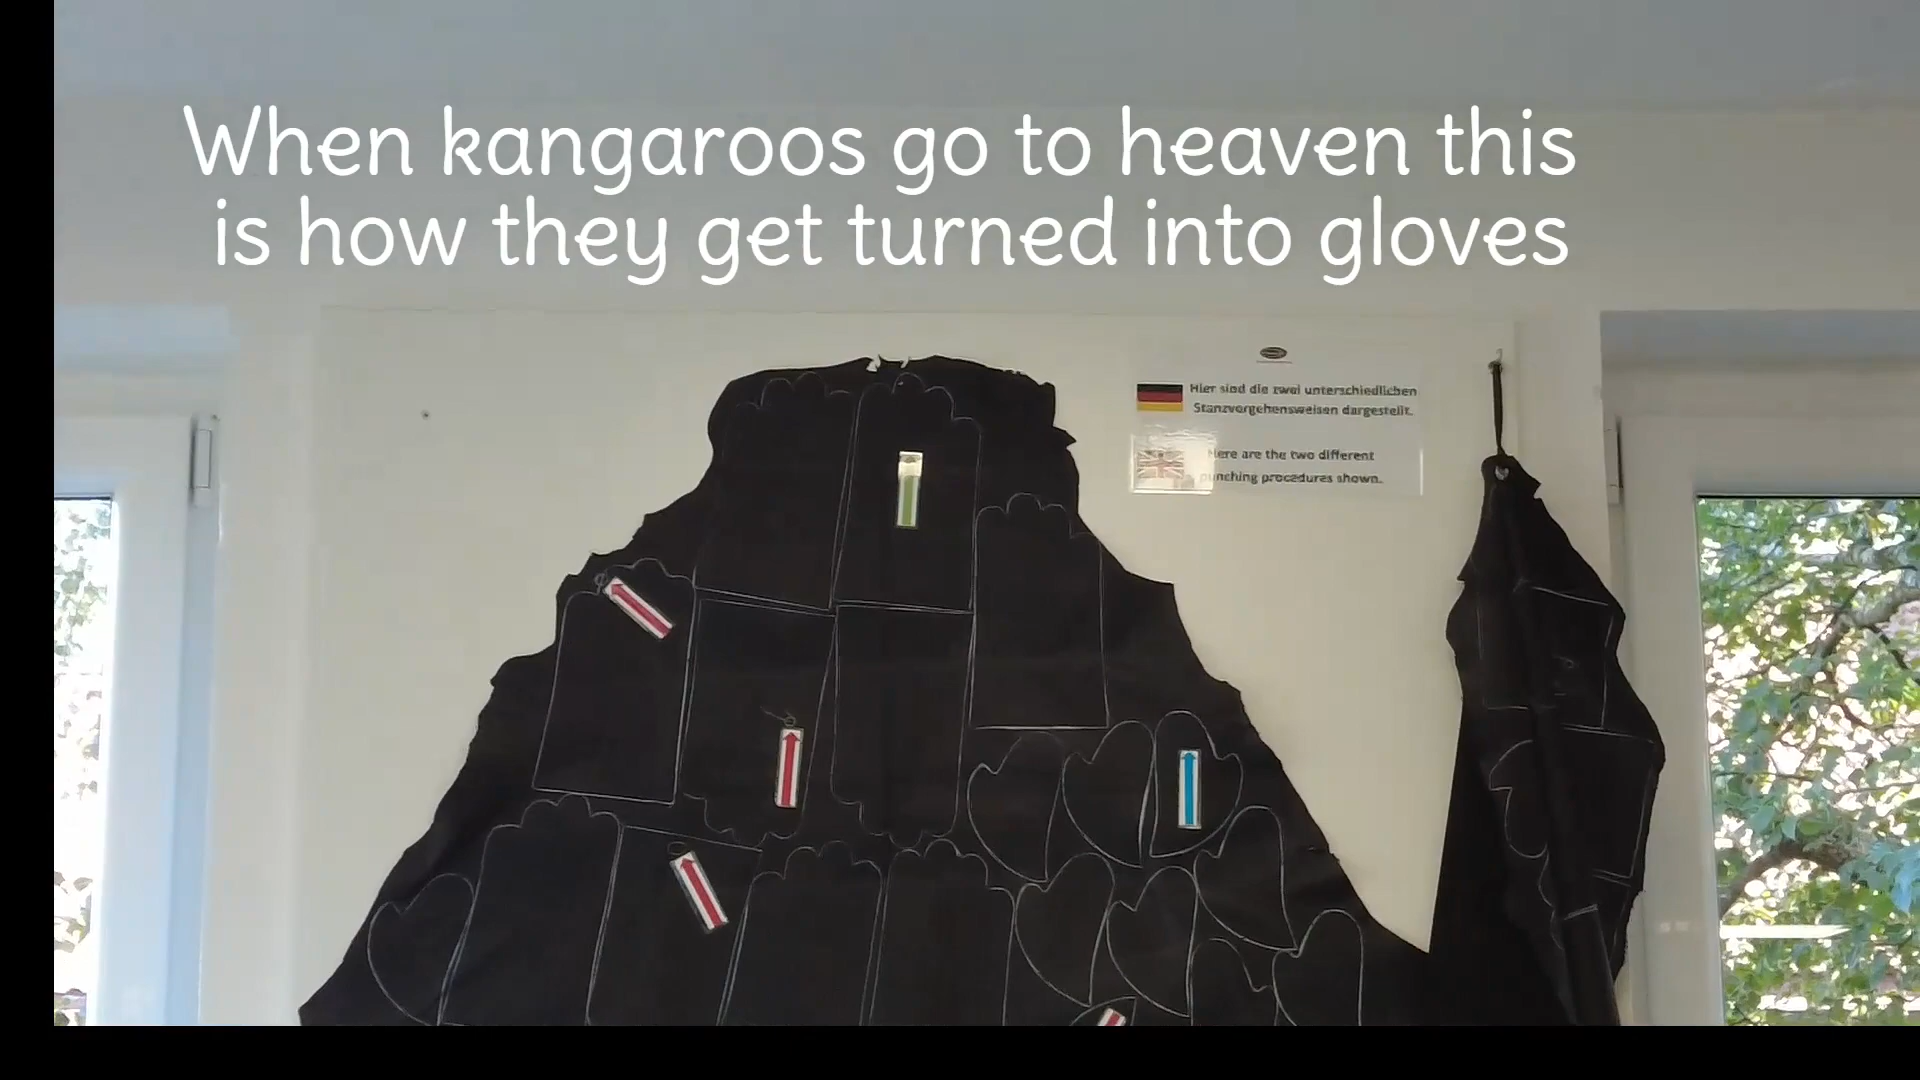 When kangaroos go to heaven this
is how they get turned into gloves
Hier sind die zwei unterschiedlichen
Stanzvorgehensweisen dargestellt.
Here are the two different
punching procedures shown.